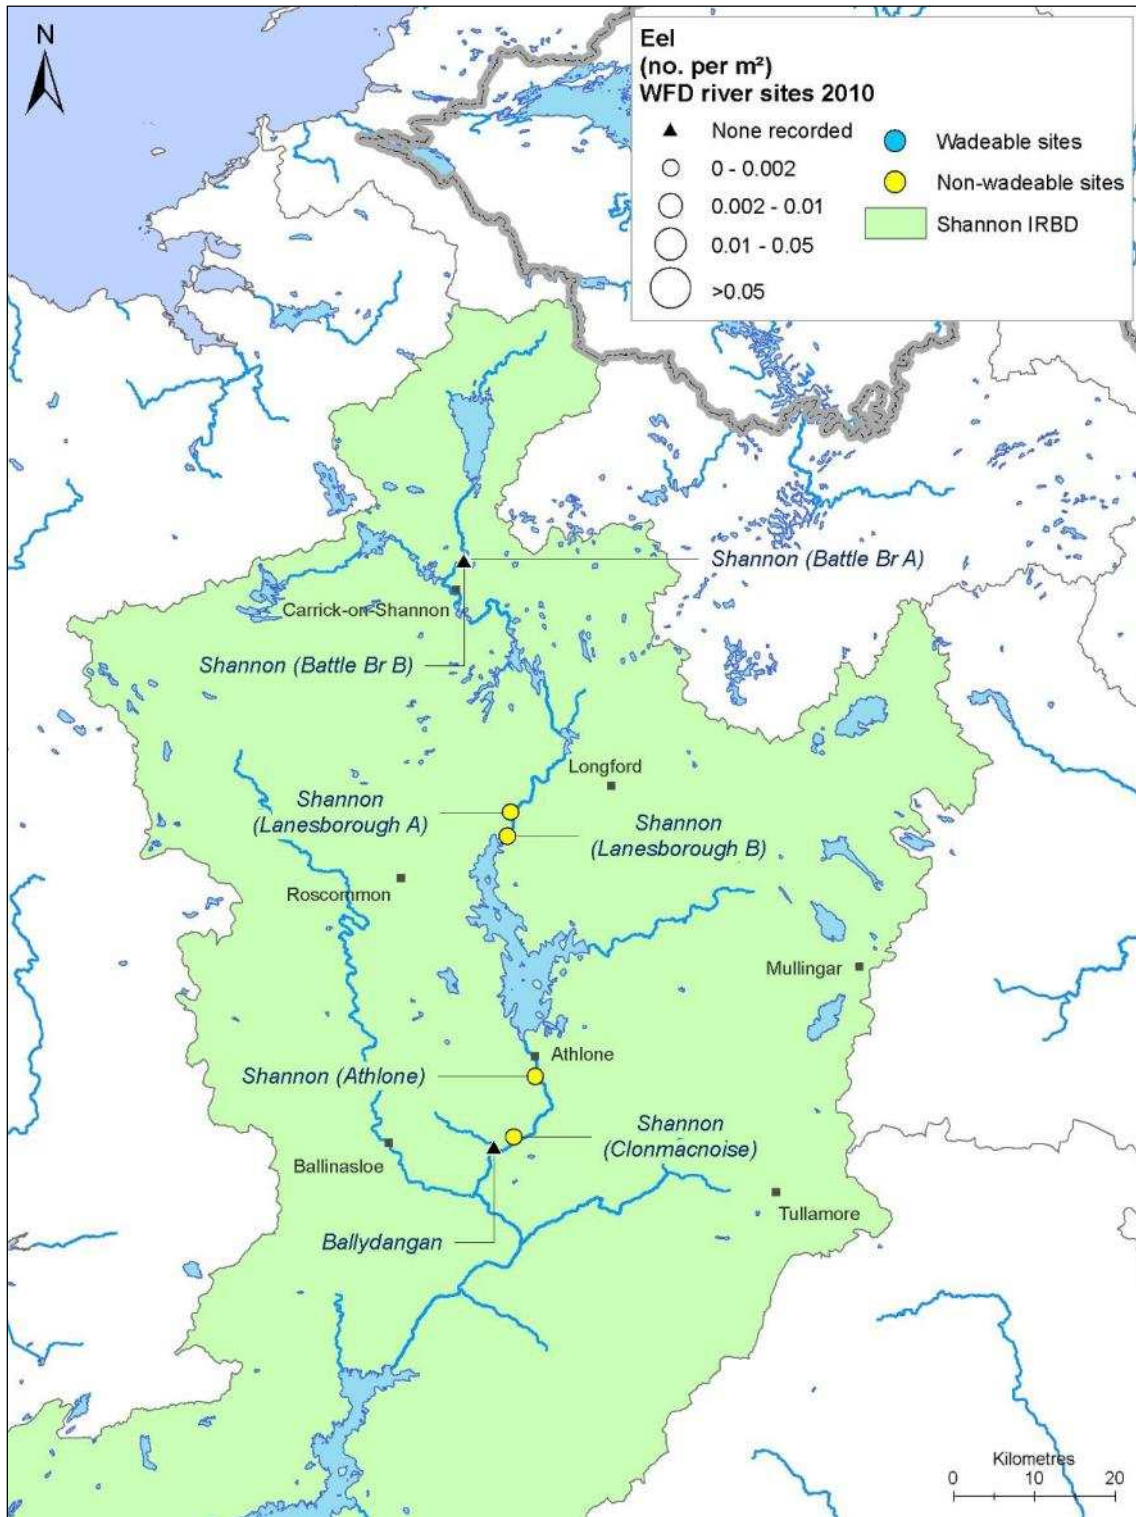 N
Eel
(no. per m²)
WFD river sites 2010
None recorded
0 - 0.002
0.002 - 0.01
0.01 - 0.05
>0.05
Wadeable sites
Non-wadeable sites
Shannon IRBD
Shannon (Battle Br A)
Carrick-on-Shannon
Shannon (Battle Br B)
Longford
Shannon
(Lanesborough A)
Shannon
(Lanesborough B)
Roscommon
Mullingar
Athlone
Shannon (Athlone)
Shannon
(Clonmacnoise)
Ballinasloe
Tullamore
Ballydangan
Kilometres
0 10 20